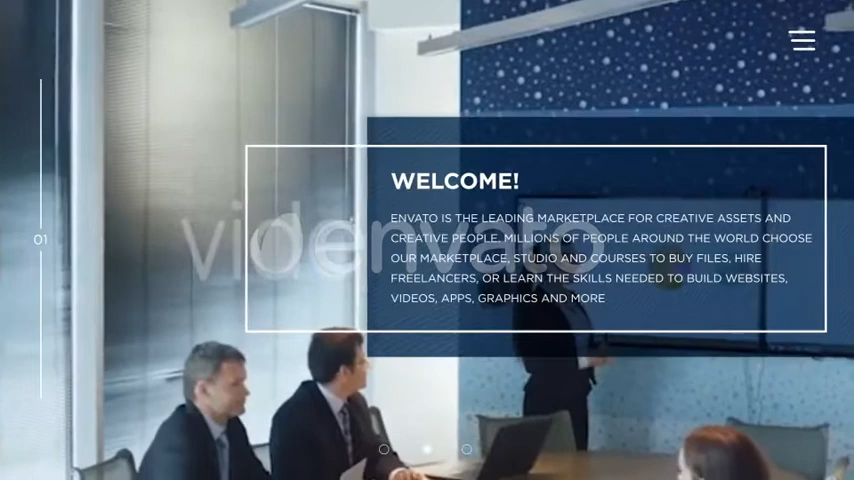 01
WELCOME!
ENVATO IS THE LEADING MARKETPLACE FOR CREATIVE ASSETS AND
CREATIVE PEOPLE. MILLIONS OF PEOPLE AROUND THE WORLD CHOOSE
OUR MARKETPLACE, STUDIO AND COURSES TO BUY FILES, HIRE
FREELANCERS, OR LEARN THE SKILLS NEEDED TO BUILD WEBSITES,
VIDEOS, APPS, GRAPHICS AND MORE
videnvato